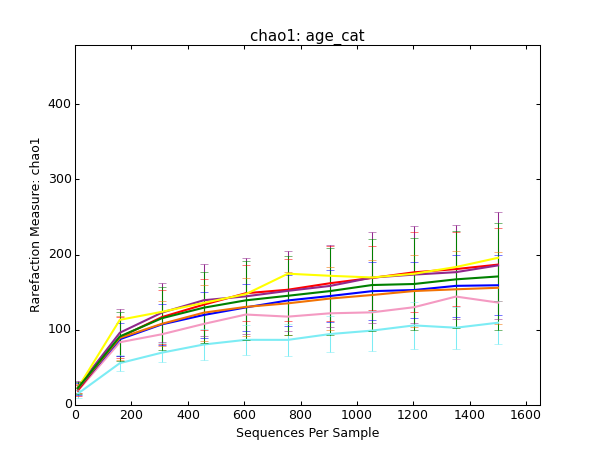 chao1: age_cat
Rarefaction Measure: chao1
400
300
200
100
0
0 200 400 600 800 1000 1200 1400 1600
Sequences Per Sample